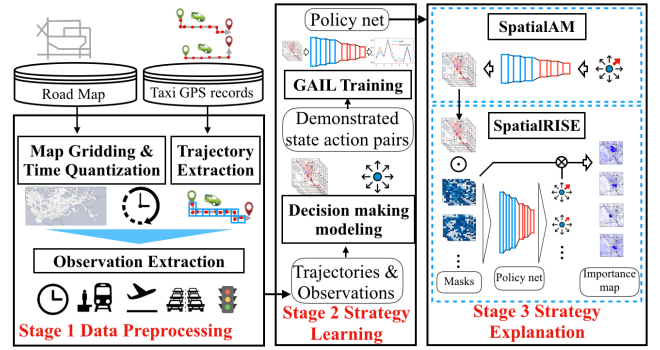 Road Map
Taxi GPS records
Map Gridding &
Time Quantization
Trajectory
Extraction
Observation Extraction
Stage 1 Data Preprocessing
Policy net
GAIL Training
Demonstrated
state action pairs
Decision making
modeling
Trajectories &
Observations
Stage 2 Strategy
Learning
SpatialAM
SpatialRISE
Masks
Policy net
Importance
map
Stage 3 Strategy
Explanation